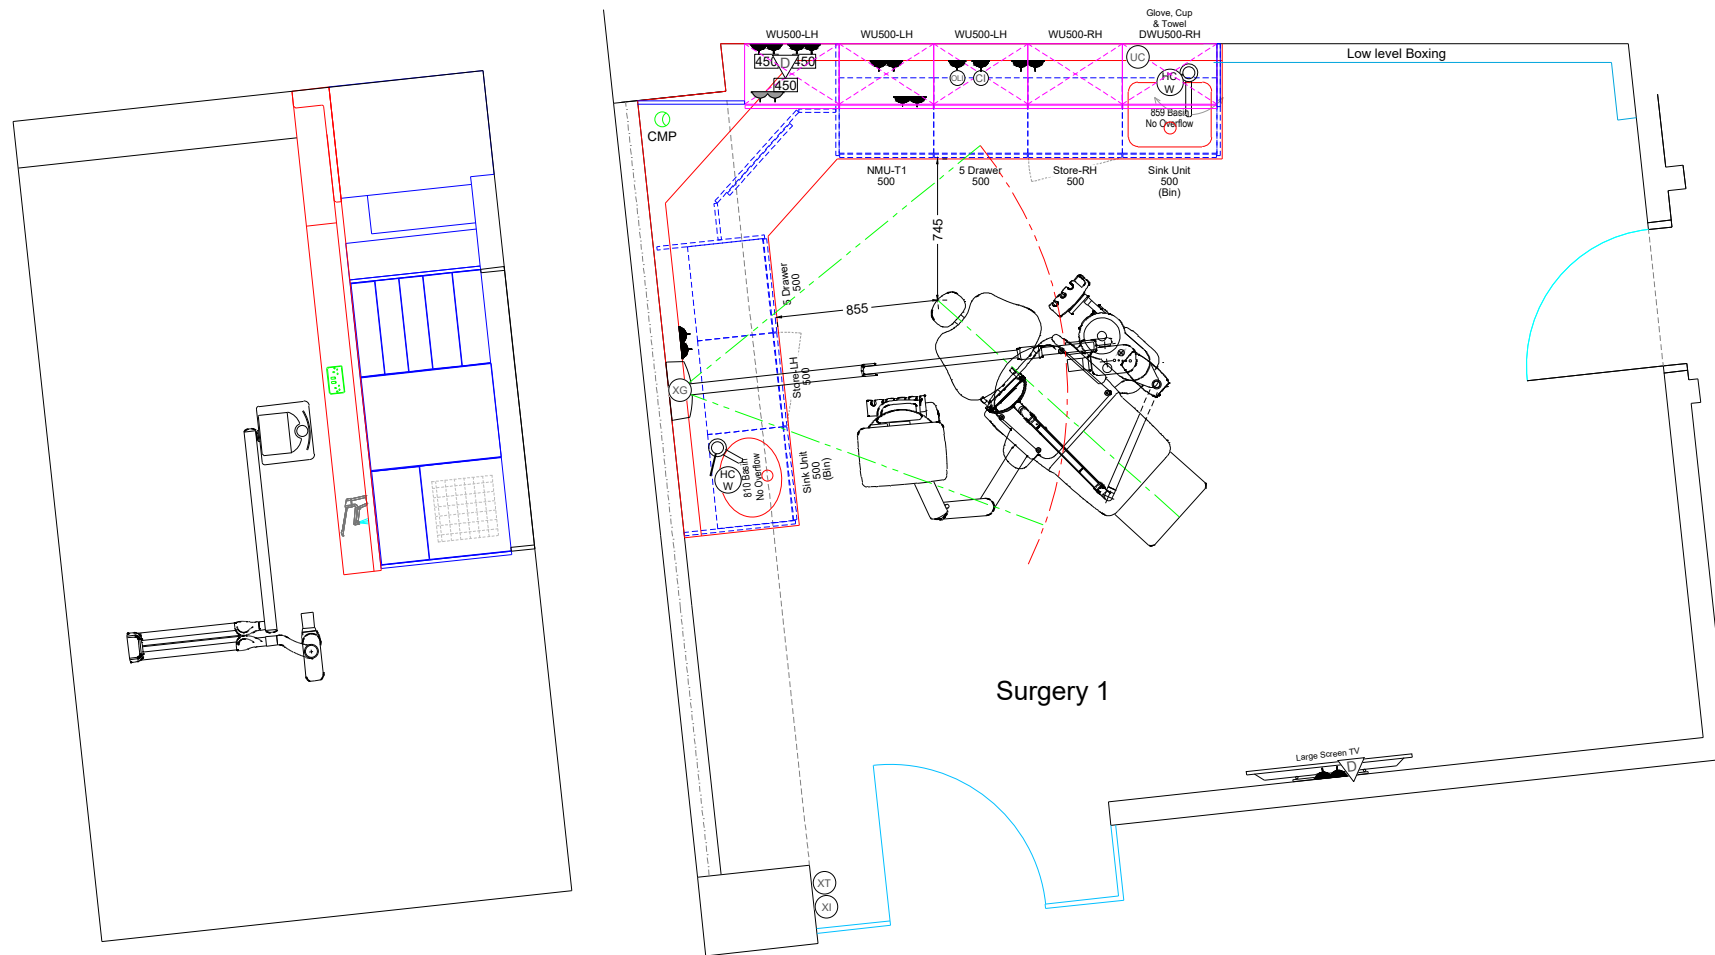 Glove, Cup
& Towel
WU500-LH
WU500-LH
WU500-LH
WU500-RH
DWU500-RH
Low level Boxing
450
D
450
450
OLI
CI
UC
HC
W
859 Basin
No Overflow
CMP
NMU-T1
500
5 Drawer
500
Store-RH
500
Sink Unit
500
(Bin)
745
855
5 Drawer
500
Store-LH
500
XG
HC
W
810 Basin
No Overflow
Sink Unit
500
(Bin)
Surgery 1
Large Screen TV
D
XT
XI